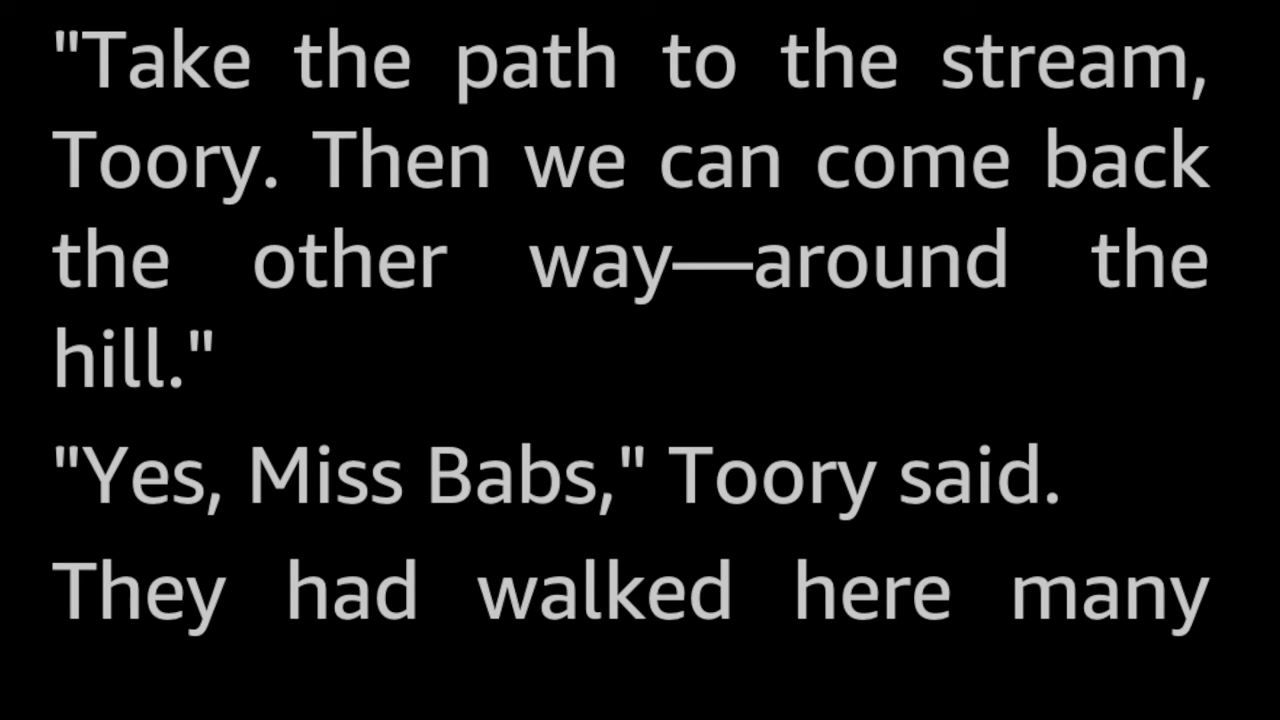 "Take the path to the stream,
Toory. Then we can come back
the other way—around the
hill."
"Yes, Miss Babs," Toory said.
They had walked here many